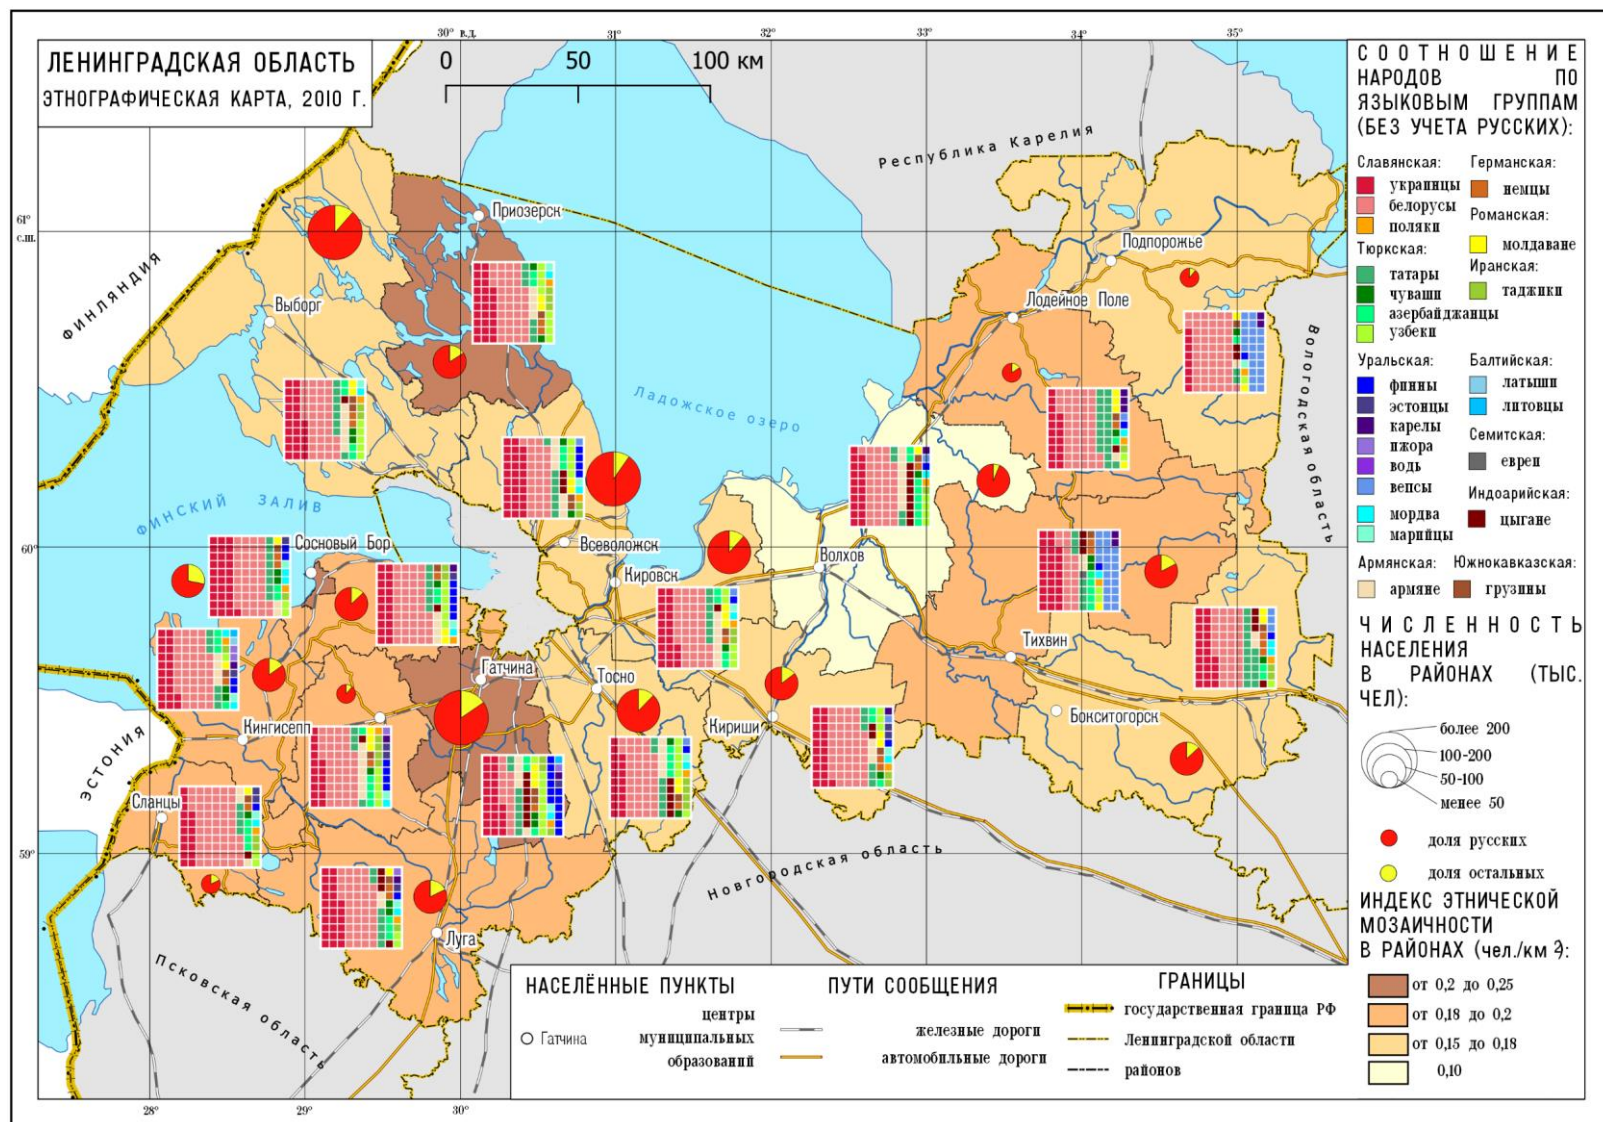 ЛЕНИНГРАДСКАЯ ОБЛАСТЬ
ЭТНОГРАФИЧЕСКАЯ КАРТА, 2010 Г.
30° В.Д.
31°
32°
33°
34°
35°
0 50 100 км
61°
С.Ш.
60°
59°
28°
29°
30°
ФИНЛЯНДИЯ
Республика Карелия
Вологодская область
Приозерск
Подпорожье
Лодейное Поле
Выборг
Ладожское озеро
ФИНСКИЙ ЗАЛИВ
Сосновый Бор
Всеволожск
Кировск
Волхов
Тихвин
Гатчина
Тосно
Кингисепп
Кириши
Бокситогорск
ЭСТОНИЯ
Сланцы
Луга
Новгородская область
Псковская область
НАСЕЛЁННЫЕ ПУНКТЫ
центры
Гатчина муниципальных
образований
ПУТИ СООБЩЕНИЯ
железные дороги
автомобильные дороги
ГРАНИЦЫ
государственная граница РФ
Ленинградской области
районов
СООТНОШЕНИЕ
НАРОДОВ ПО
ЯЗЫКОВЫМ ГРУППАМ
(БЕЗ УЧЕТА РУССКИХ):
Славянская:
украинцы
белорусы
поляки
Германская:
немцы
Романская:
молдаване
Тюркская:
татары
чуваши
азербайджанцы
узбеки
Иранская:
таджики
Уральская:
финны
эстонцы
карелы
ижора
водь
вепсы
мордва
марийцы
Балтийская:
латыши
литовцы
Семитская:
евреи
Индоарийская:
цыгане
Армянская:
армяне
Южнокавказская:
грузины
ЧИСЛЕННОСТЬ
НАСЕЛЕНИЯ
В РАЙОНАХ (ТЫС.
ЧЕЛ):
более 200
100-200
50-100
менее 50
доля русских
доля остальных
ИНДЕКС ЭТНИЧЕСКОЙ
МОЗАИЧНОСТИ
В РАЙОНАХ (чел./км ²):
от 0,2 до 0,25
от 0,18 до 0,2
от 0,15 до 0,18
0,10